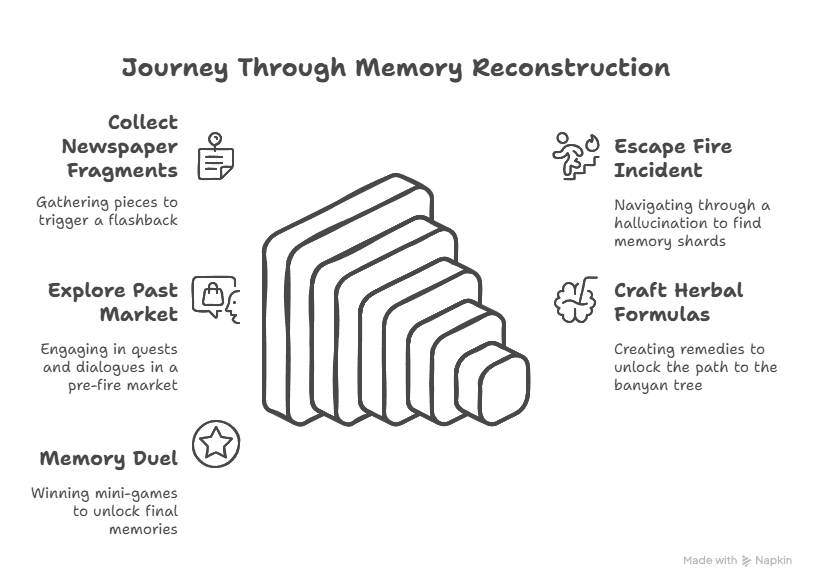 Journey Through Memory Reconstruction
Collect
Newspaper
Fragments
Gathering pieces to
trigger a flashback
Escape Fire
Incident
Navigating through a
hallucination to find
memory shards
Explore Past
Market
Engaging in quests
and dialogues in a
pre-fire market
Craft Herbal
Formulas
Creating remedies to
unlock the path to the
banyan tree
Memory Duel
Winning mini-games
to unlock final
memories
Made with Napkin